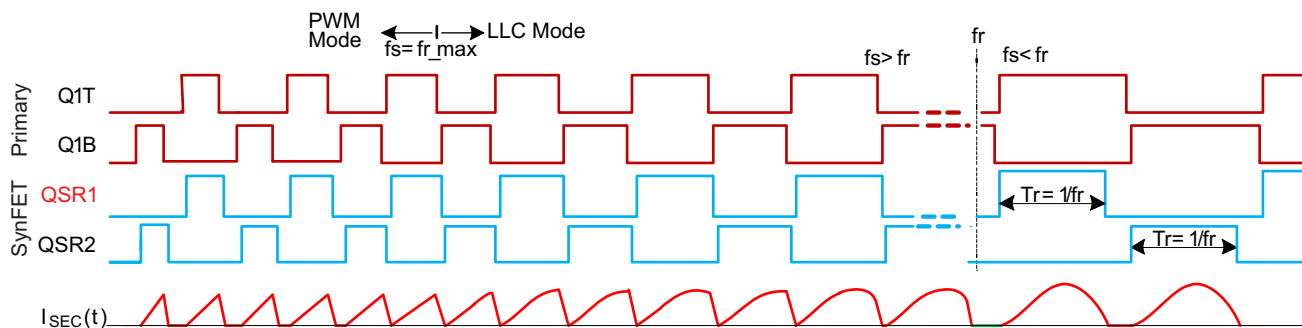 PWM
Mode
LLC Mode
fs= fr_max
fr
fs> fr
fs< fr
Primary
Q1T
Q1B
SynFET
QSR1
Tr= 1/fr
QSR2
Tr= 1/fr
ISEC(t)